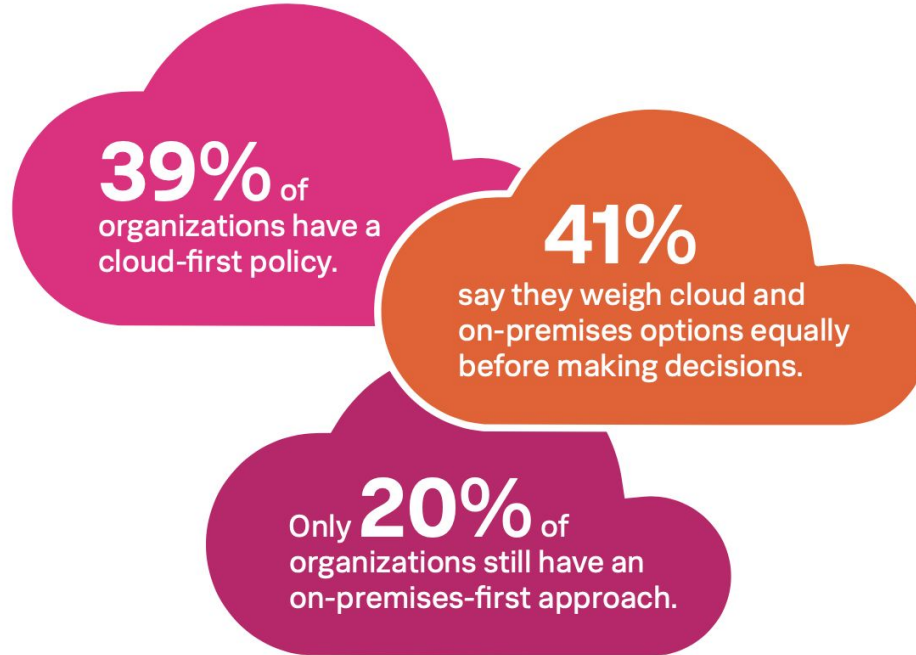 39% of
organizations have a
cloud-first policy.
41%
say they weigh cloud and
on-premises options equally
before making decisions.
Only 20% of
organizations still have an
on-premises-first approach.